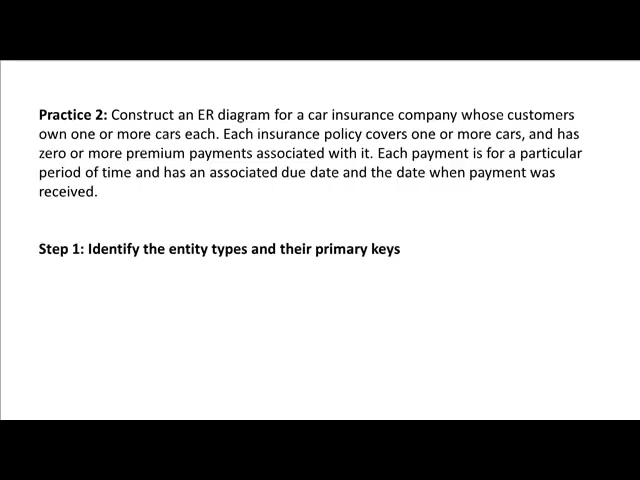 Practice 2: Construct an ER diagram for a car insurance company whose customers
own one or more cars each. Each insurance policy covers one or more cars, and has
zero or more premium payments associated with it. Each payment is for a particular
period of time and has an associated due date and the date when payment was
received.
Step 1: Identify the entity types and their primary keys